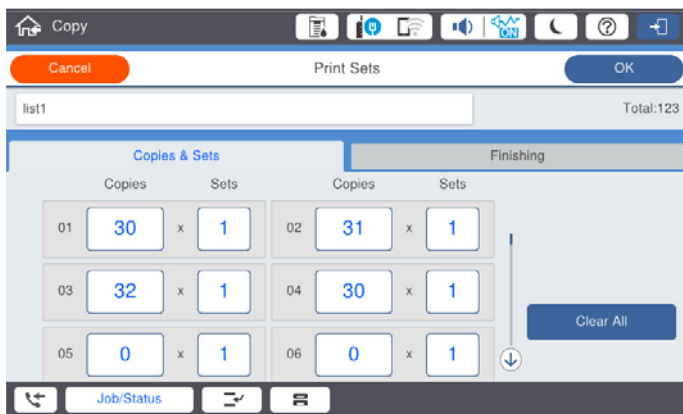 Copy
ON
Cancel
Print Sets
OK
list1
Total:123
Copies & Sets
Finishing
Copies Sets Copies Sets
01 30 x 1 02 31 x 1
03 32 x 1 04 30 x 1
Clear All
05 0 x 1 06 0 x 1
Job/Status